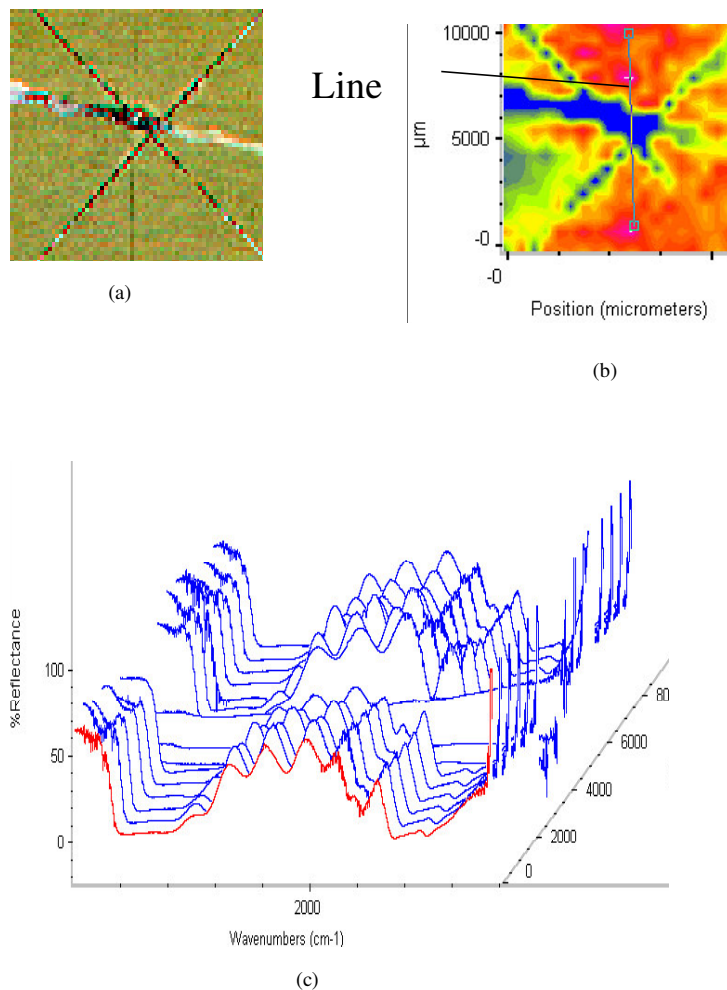 (a)
Line
10000
5000
-0
µm
-0
Position (micrometers)
(b)
%Reflectance
100
50
0
2000
Wavenumbers (cm-1)
0
2000
4000
6000
80
(c)